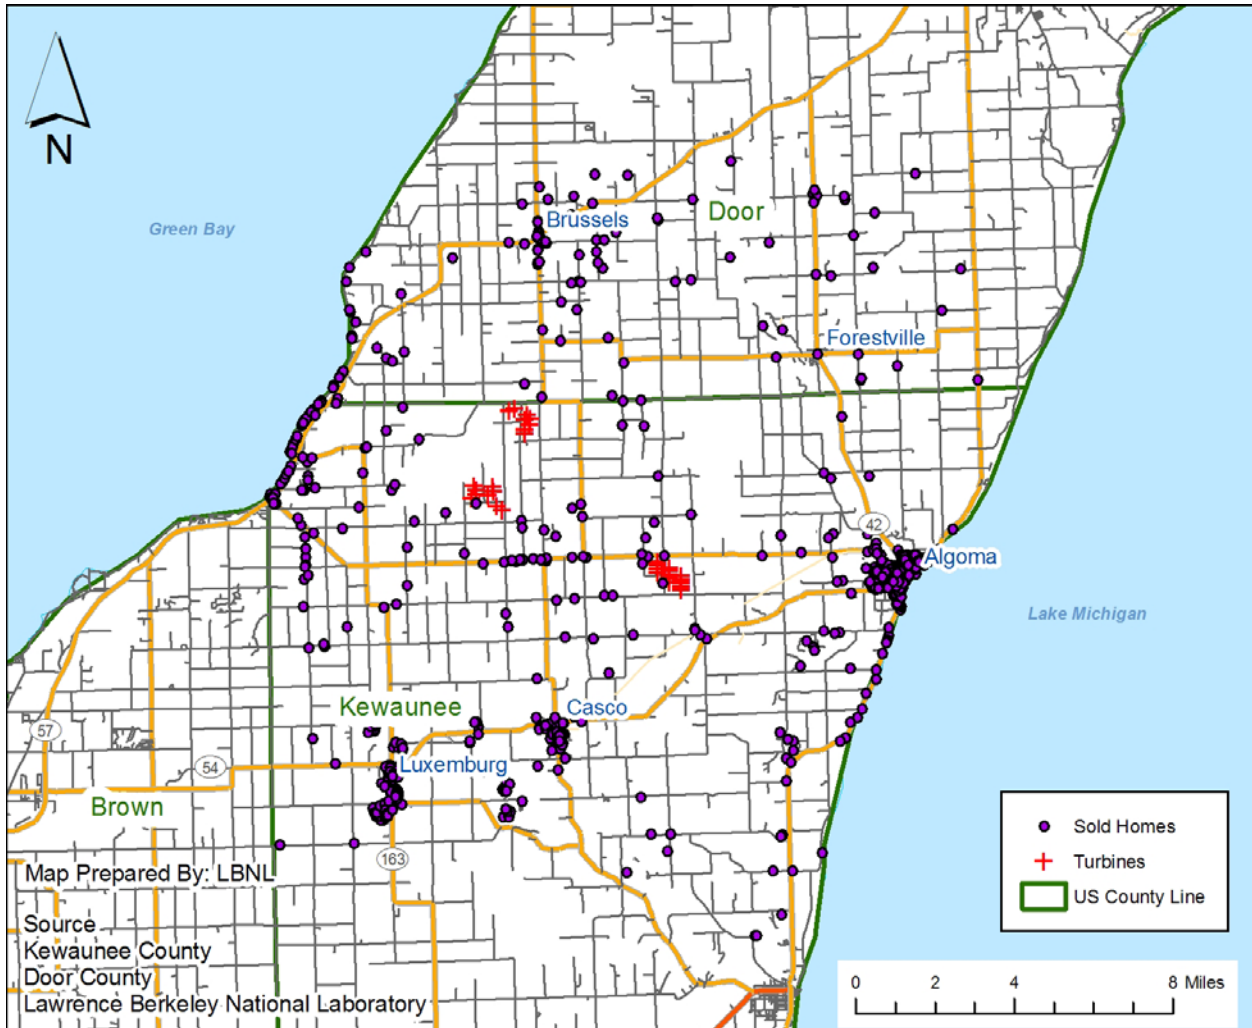 N
Green Bay
Brussels
Door
Forestville
42
Algoma
Lake Michigan
Kewaunee
Casco
57
54
Luxemburg
Brown
163
Sold Homes
Turbines
US County Line
Map Prepared By: LBNL
Source
Kewaunee County
Door County
Lawrence Berkeley National Laboratory
0 2 4 8 Miles